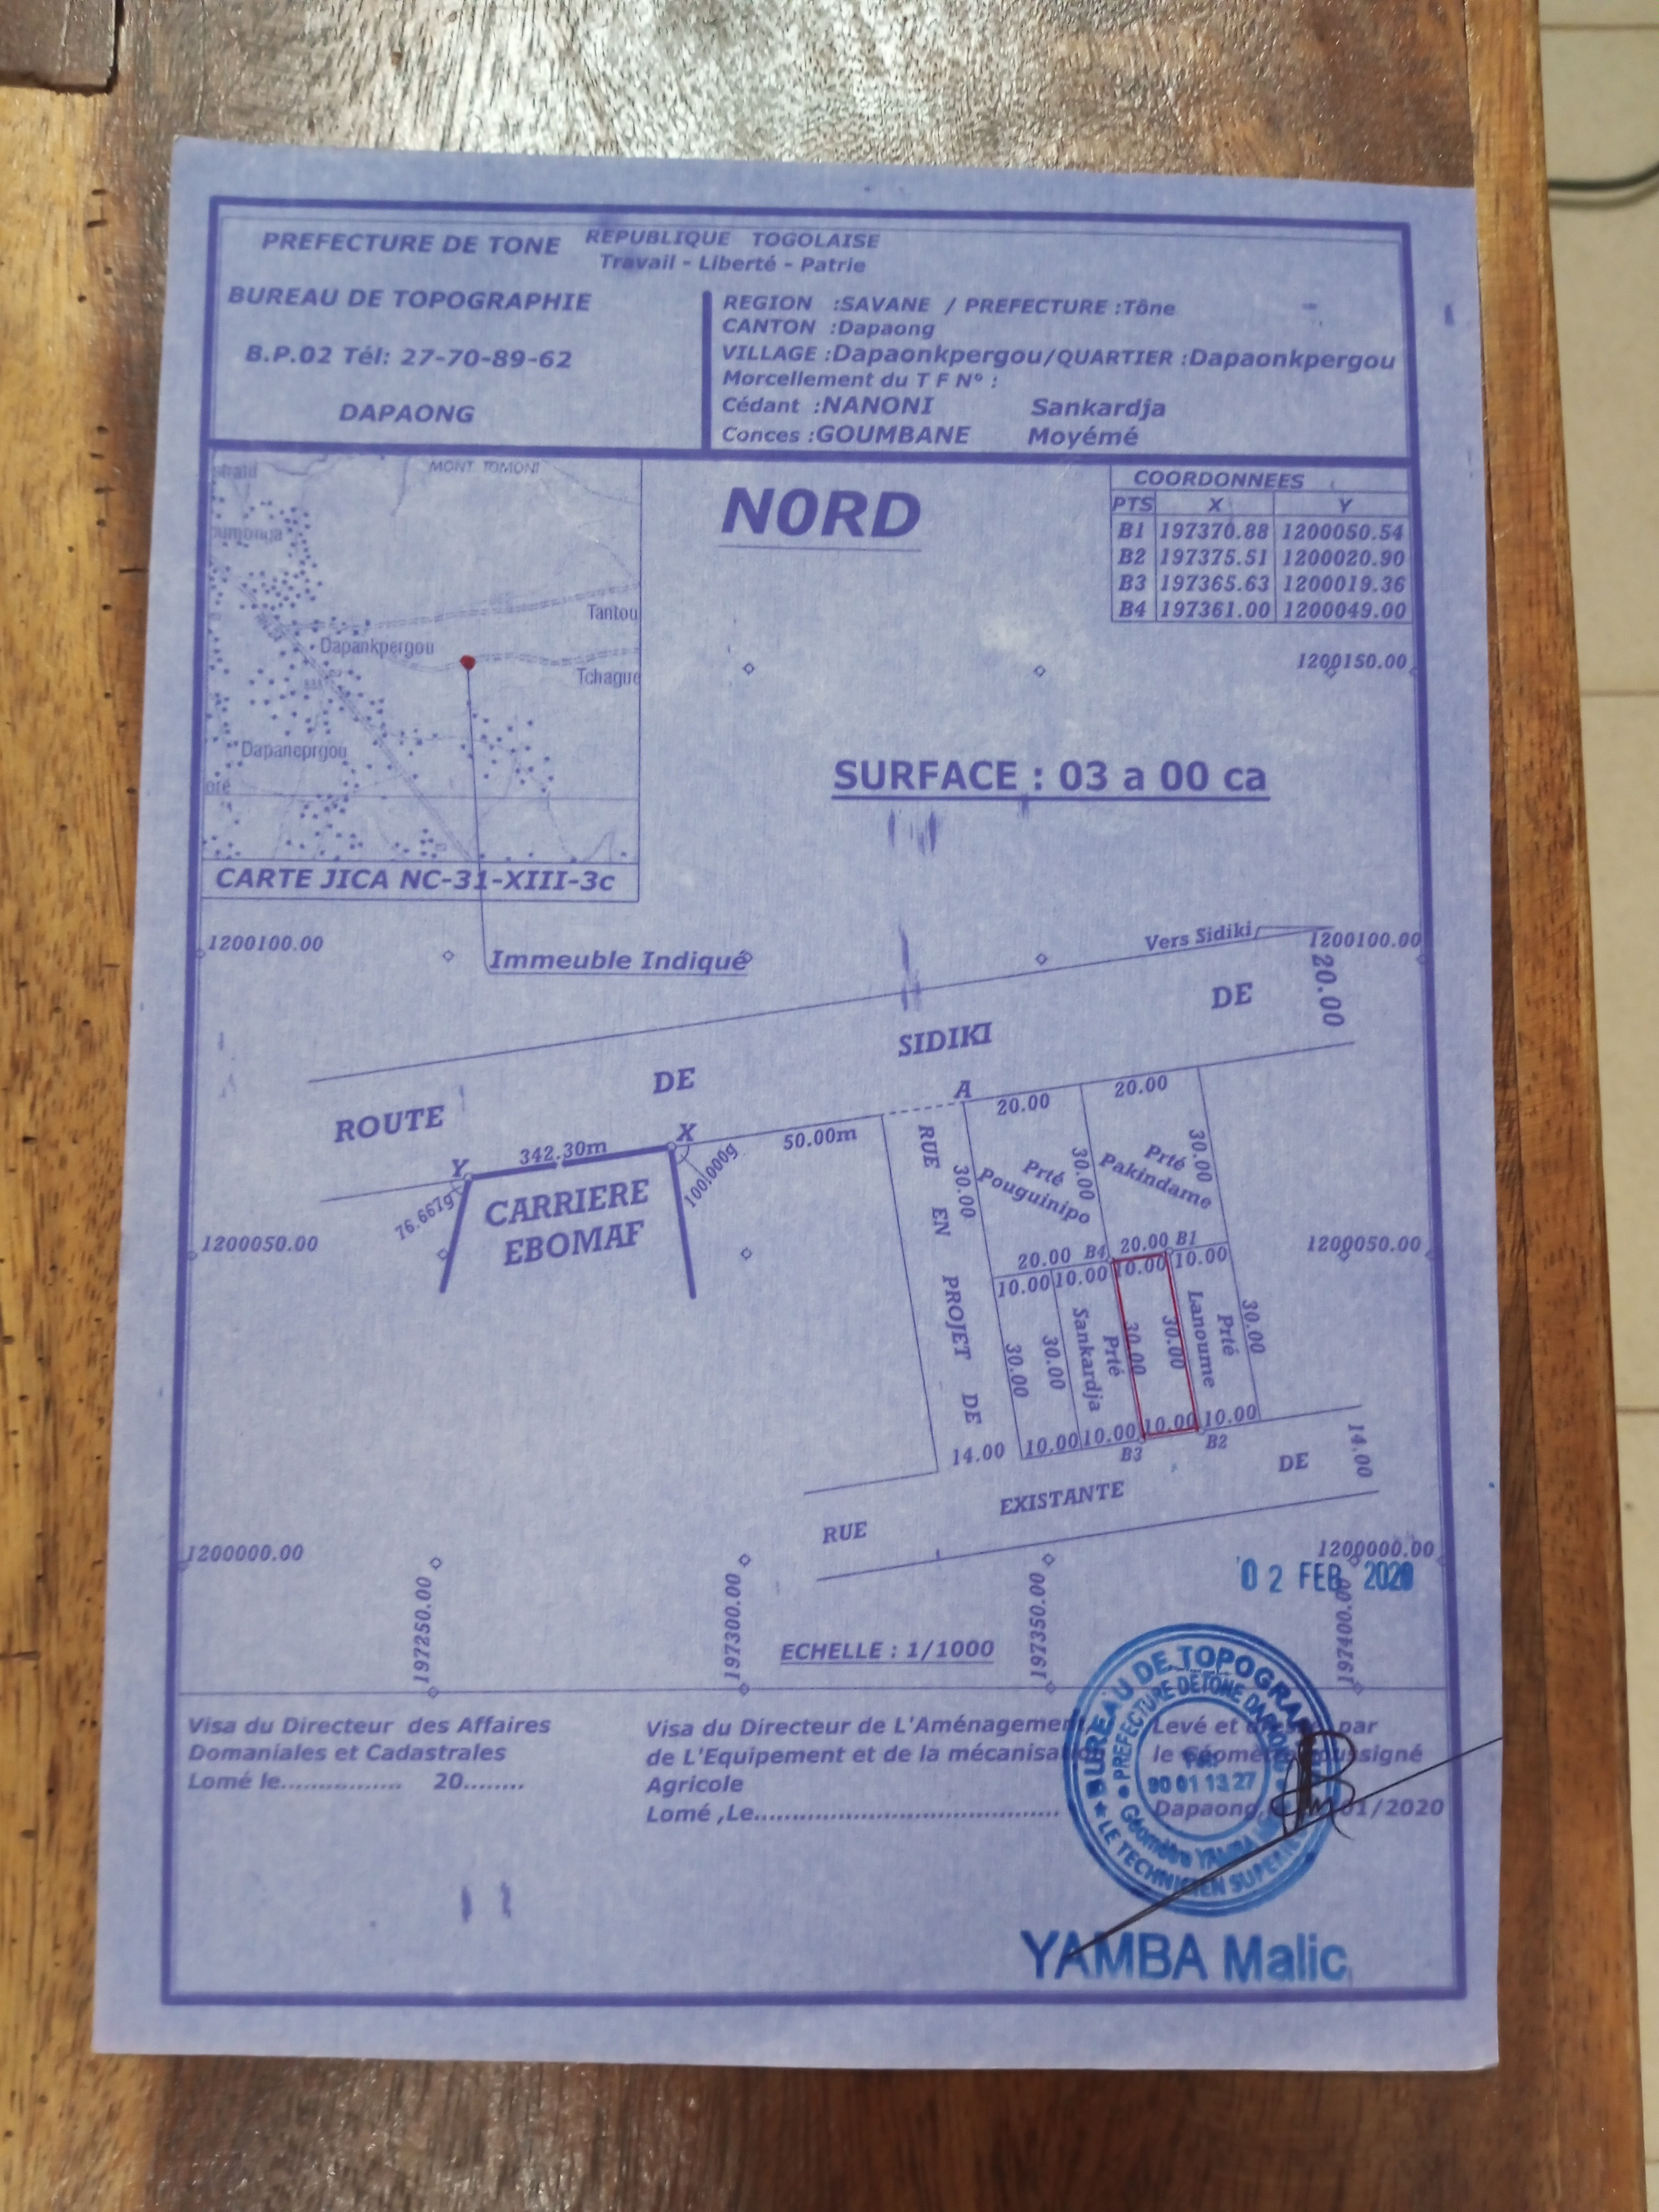 PREFECTURE DE TONE
REPUBLIQUE TOGOLAISE
Travail - Liberté - Patrie
BUREAU DE TOPOGRAPHIE
B.P.02 Tél: 27-70-89-62
DAPAONG
REGION :SAVANE / PREFECTURE :Tône
CANTON :Dapaong
VILLAGE :Dapaonkpergou/QUARTIER :Dapaonkpergou
Morcellement du T F Nº :
Cédant :NANONI Sankardja
Conces :GOUMBANE Moyémé
MONT TOMONI
Tantou
Dapankpergou
Tchague
Dapaneprgou
CARTE JICA NC-31-XIII-3c
Immeuble Indiqué
NORD
COORDONNEES
PTS X Y
B1 197370.88 1200050.54
B2 197375.51 1200020.90
B3 197365.63 1200019.36
B4 197361.00 1200049.00
1200150.00
SURFACE : 03 a 00 ca
1200100.00
Vers Sidiki
1200100.00
20.00
ROUTE DE SIDIKI DE
Y 342.30m X 50.00m A 20.00 20.00
76.667g
100.000g
CARRIERE
EBOMAF
RUE EN PROJET DE
14.00
30.00
Prté
Pouguinipo
30.00
Prté
Pakindame
30.00
1200050.00
20.00 B4 20.00 B1
1200050.00
10.00 10.00 10.00 10.00
30.00
30.00
Prté
Sankardja
30.00
30.00
Prté
Lanoume
30.00
10.00 10.00 10.00 10.00
B3 B2
RUE EXISTANTE DE
14.00
1200000.00
1200000.00
02 FEB 2020
197250.00
197300.00
197350.00
197400.00
ECHELLE : 1/1000
Visa du Directeur des Affaires
Domaniales et Cadastrales
Lomé le................ 20........
Visa du Directeur de L'Aménagement
de L'Equipement et de la mécanisation
Agricole
Lomé ,Le......................................
Levé et dressé par
le Géomètre soussigné
Dapaong, 01/2020
BUREAU DE TOPOGRAPHIE
PREFECTURE DE TONE DAPAONG
90 01 13 27
Géomètre YAMBA
LE TECHNICIEN SUPERIEUR
YAMBA Malic